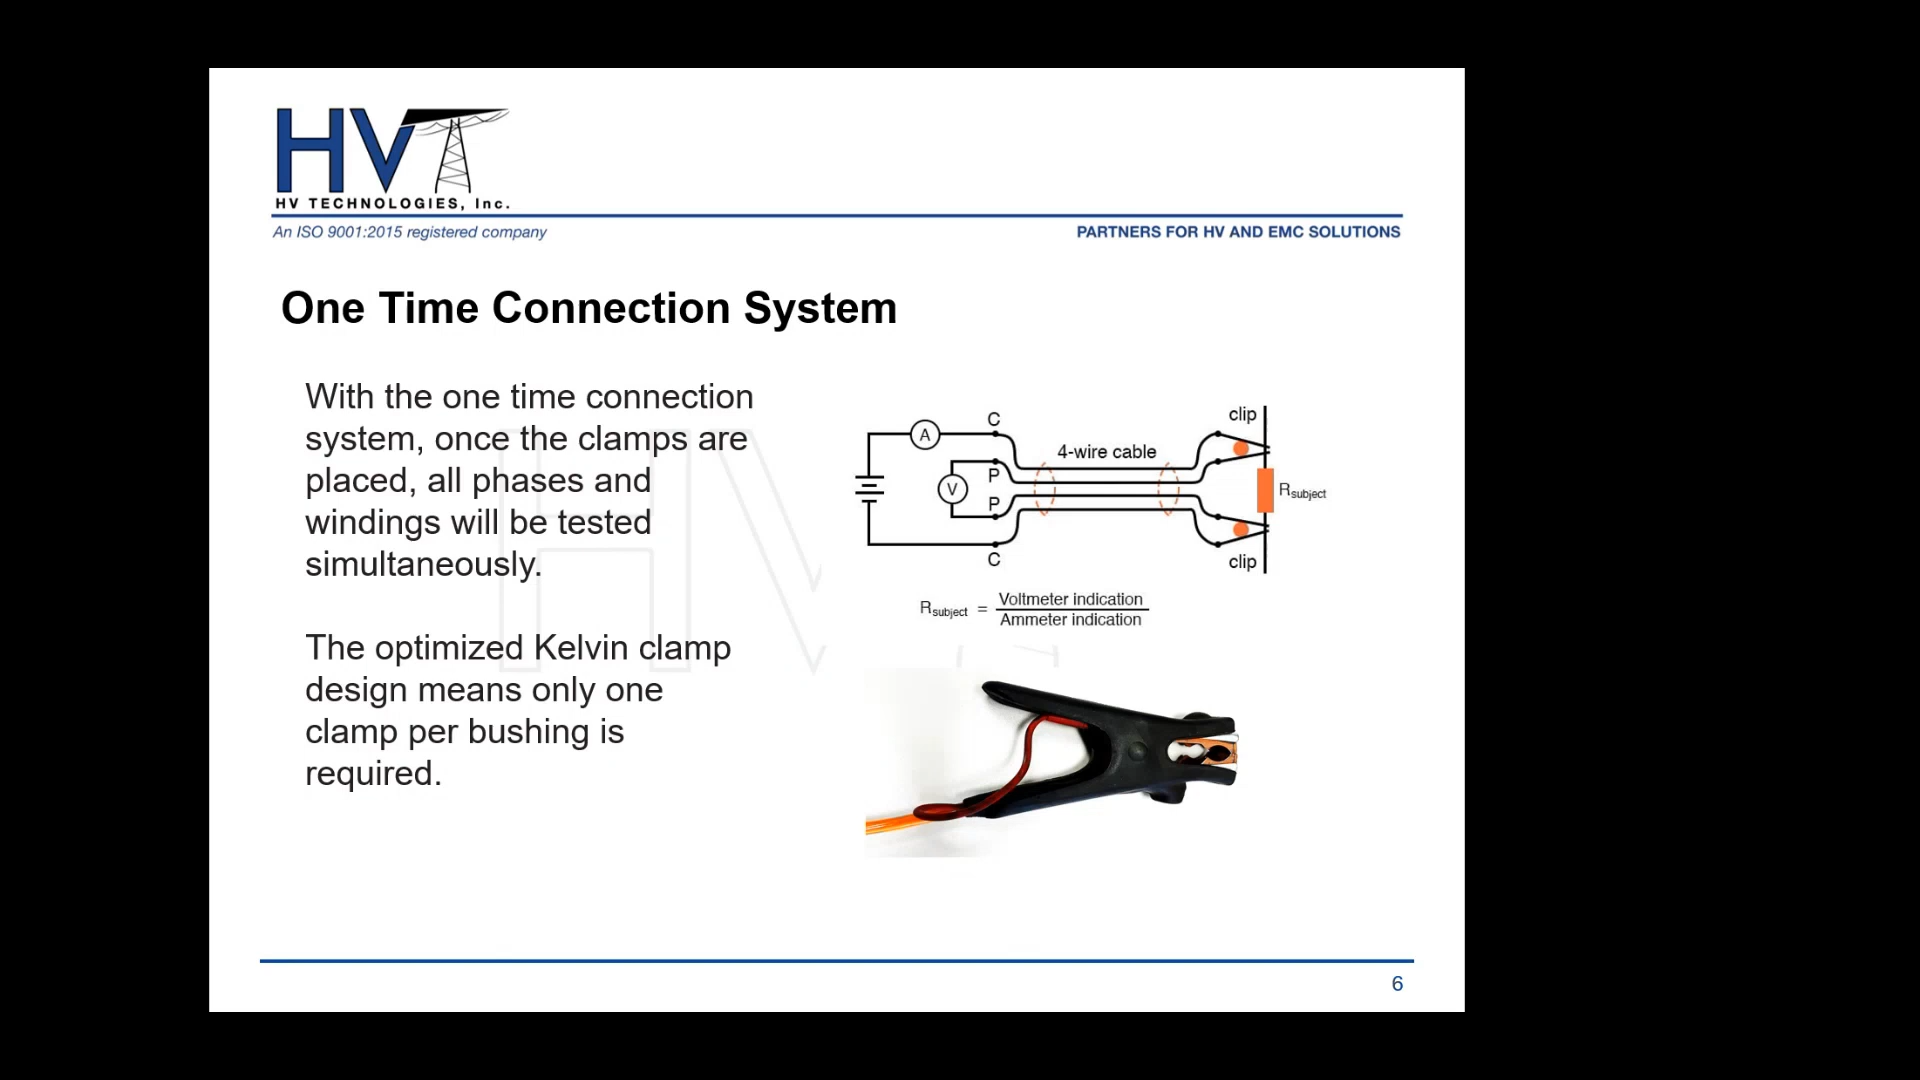 HVT
HV TECHNOLOGIES, Inc.
An ISO 9001:2015 registered company
PARTNERS FOR HV AND EMC SOLUTIONS
One Time Connection System
With the one time connection
system, once the clamps are
placed, all phases and
windings will be tested
simultaneously.
The optimized Kelvin clamp
design means only one
clamp per bushing is
required.
A
C
4-wire cable
clip
V
P
P
Rsubject
C
clip
Rsubject = Voltmeter indication
Ammeter indication
6